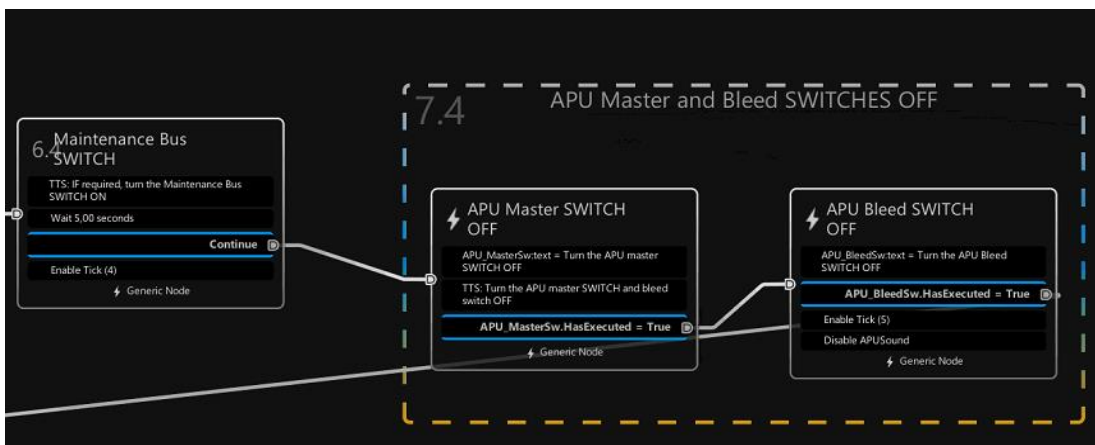 6.4
Maintenance Bus
SWITCH
TTS: IF required, turn the Maintenance Bus
SWITCH ON
Wait 5,00 seconds
Continue
Enable Tick (4)
Generic Node
7.4
APU Master and Bleed SWITCHES OFF
APU Master SWITCH
OFF
APU_MasterSw:text = Turn the APU master
SWITCH OFF
TTS: Turn the APU master SWITCH and bleed
switch OFF
APU_MasterSw.HasExecuted = True
Generic Node
APU Bleed SWITCH
OFF
APU_BleedSw:text = Turn the APU Bleed
SWITCH OFF
APU_BleedSw.HasExecuted = True
Enable Tick (5)
Disable APUSound
Generic Node